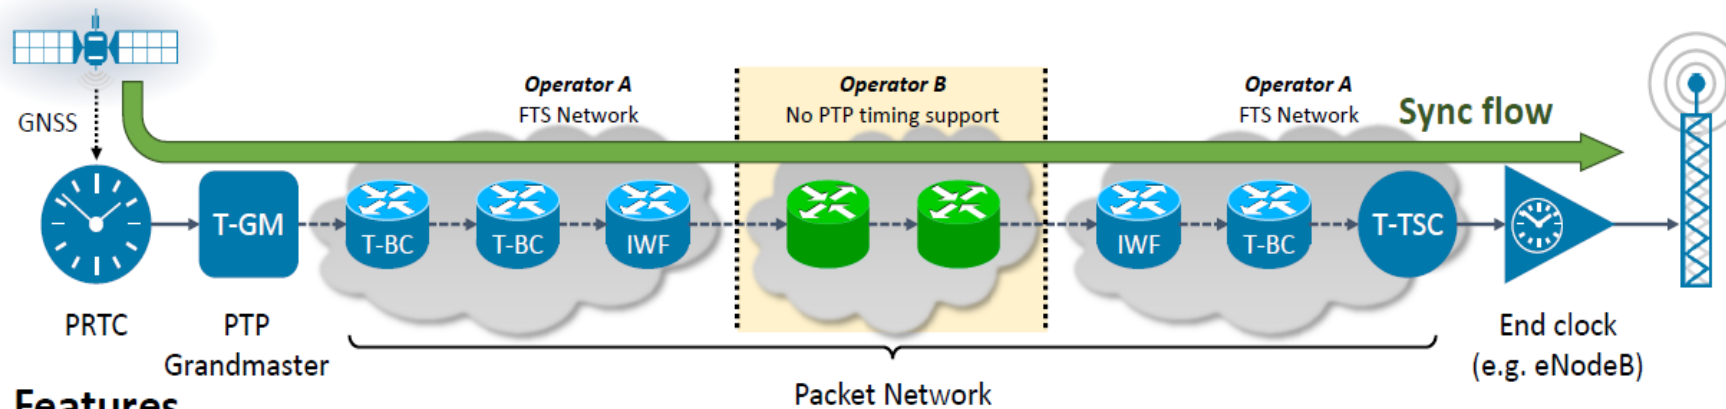 Operator A
FTS Network
Operator B
No PTP timing support
Operator A
FTS Network
Sync flow
GNSS
T-GM
T-BC
T-BC
IWF
IWF
T-BC
T-TSC
PRTC
PTP
Grandmaster
End clock
(e.g. eNodeB)
Packet Network
Features